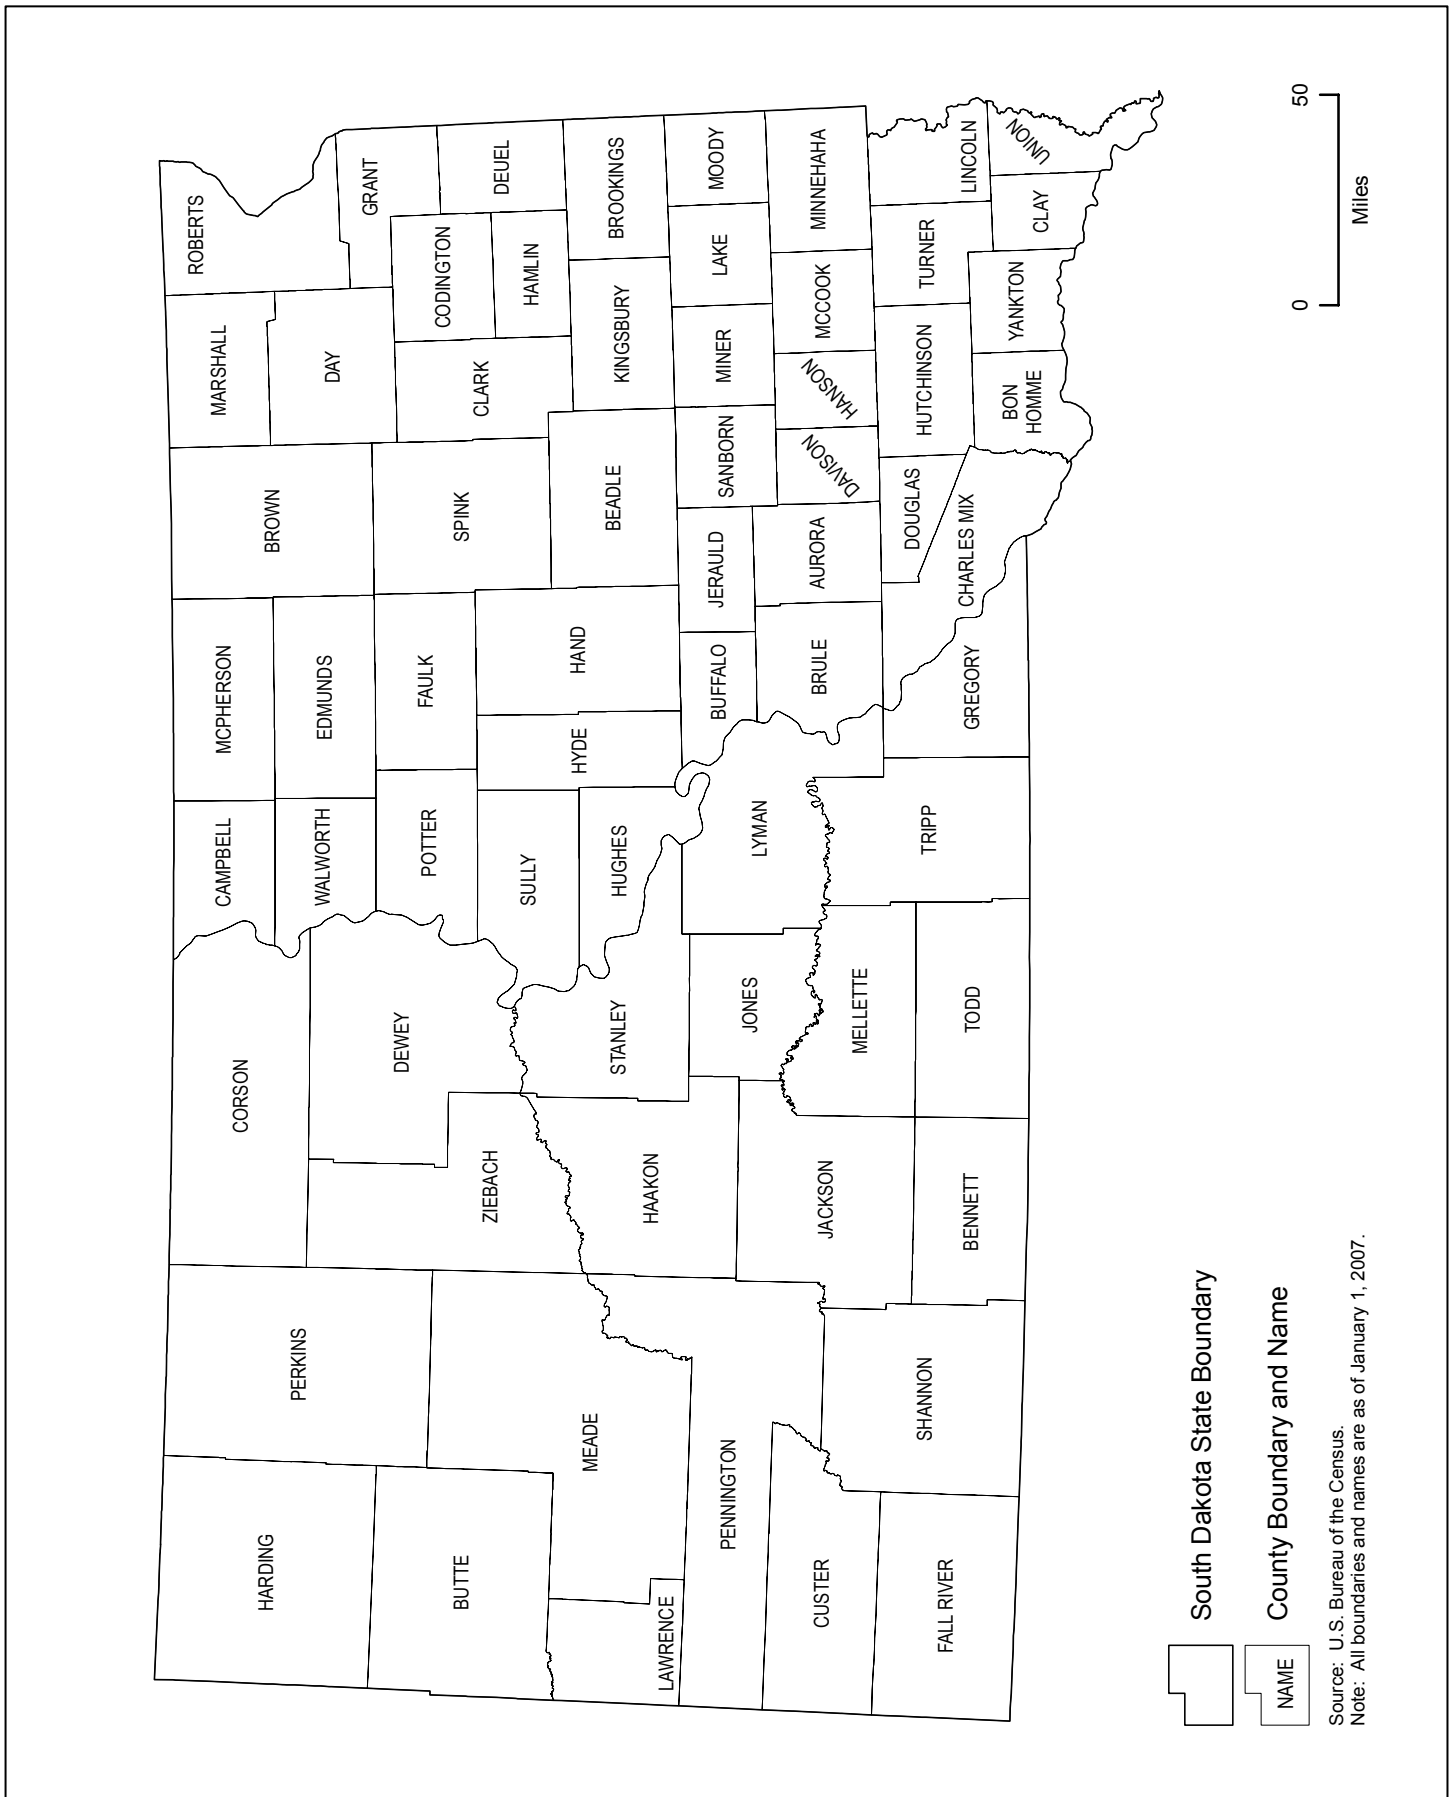 HARDING
PERKINS
CORSON
CAMPBELL
MCPHERSON
BROWN
MARSHALL
ROBERTS
WALWORTH
EDMUNDS
DAY
GRANT
BUTTE
DEWEY
POTTER
FAULK
SPINK
CLARK
CODINGTON
DEUEL
HAMLIN
ZIEBACH
SULLY
HYDE
HAND
BEADLE
KINGSBURY
BROOKINGS
MEADE
LAWRENCE
HAAKON
STANLEY
HUGHES
BUFFALO
JERAULD
SANBORN
MINER
LAKE
MOODY
PENNINGTON
JONES
LYMAN
BRULE
AURORA
DAVISON
HANSON
MCCOOK
MINNEHAHA
CUSTER
JACKSON
MELLETTE
TRIPP
GREGORY
CHARLES MIX
DOUGLAS
HUTCHINSON
TURNER
LINCOLN
FALL RIVER
SHANNON
BENNETT
TODD
BON
HOMME
YANKTON
CLAY
UNION
South Dakota State Boundary
NAME
County Boundary and Name
Source: U.S. Bureau of the Census.
Note: All boundaries and names are as of January 1, 2007.
0
50
Miles